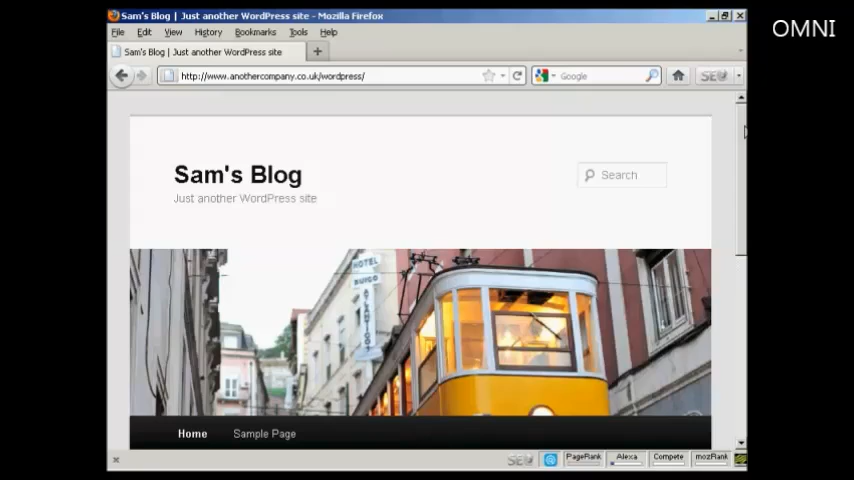 Sam's Blog | Just another WordPress site - Mozilla Firefox
OMNI
File Edit View History Bookmarks Tools Help
Sam's Blog | Just another WordPress site
http://www.anothercompany.co.uk/wordpress/
Google
SEO
Sam's Blog
Search
Just another WordPress site
HOTEL
ATLANTICO
Home Sample Page
SEO PageRank Alexa Compete mozRank